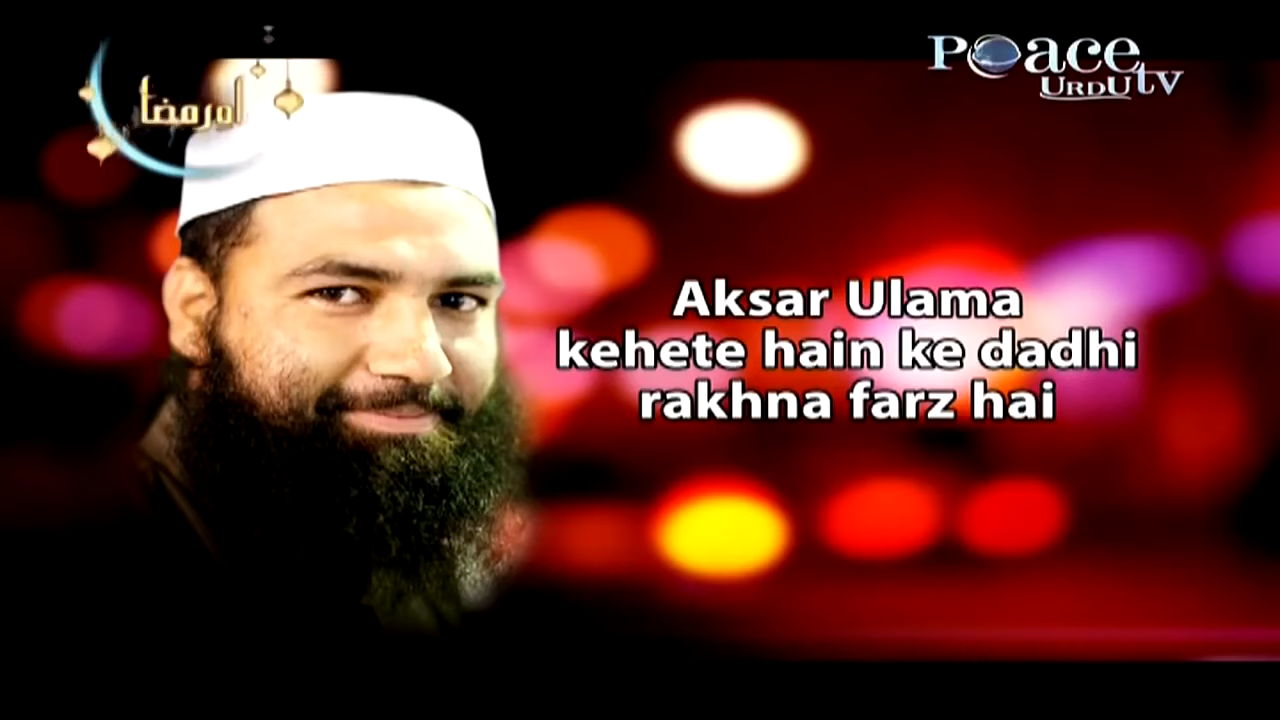 Peace
URDU tv
Aksar Ulama
kehete hain ke dadhi
rakhna farz hai